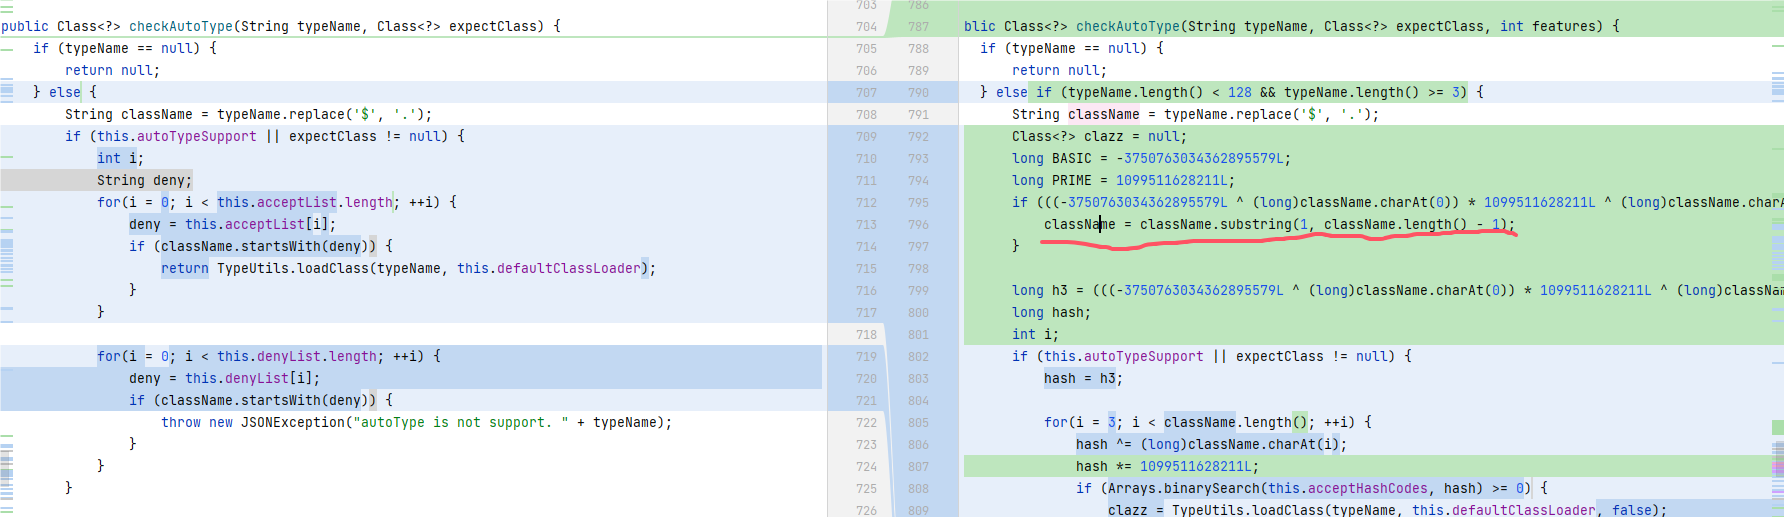 703 786
public Class<?> checkAutoType(String typeName, Class<?> expectClass) { 704 787 blic Class<?> checkAutoType(String typeName, Class<?> expectClass, int features) {
if (typeName == null) { 705 788 if (typeName == null) {
return null; 706 789 return null;
} else { 707 790 } else if (typeName.length() < 128 && typeName.length() >= 3) {
String className = typeName.replace('$', '.'); 708 791 String className = typeName.replace('$', '.');
if (this.autoTypeSupport || expectClass != null) { 709 792 Class<?> clazz = null;
int i; 710 793 long BASIC = -3750763034362895579L;
String deny; 711 794 long PRIME = 1099511628211L;
for(i = 0; i < this.acceptList.length; ++i) { 712 795 if (((-3750763034362895579L ^ (long)className.charAt(0)) * 1099511628211L ^ (long)className.charA
deny = this.acceptList[i]; 713 796 className = className.substring(1, className.length() - 1);
if (className.startsWith(deny)) { 714 797 }
return TypeUtils.loadClass(typeName, this.defaultClassLoader); 715 798
} 716 799 long h3 = (((-3750763034362895579L ^ (long)className.charAt(0)) * 1099511628211L ^ (long)classNam
} 717 800 long hash;
718 801 int i;
for(i = 0; i < this.denyList.length; ++i) { 719 802 if (this.autoTypeSupport || expectClass != null) {
deny = this.denyList[i]; 720 803 hash = h3;
if (className.startsWith(deny)) { 721 804
throw new JSONException("autoType is not support. " + typeName); 722 805 for(i = 3; i < className.length(); ++i) {
} 723 806 hash ^= (long)className.charAt(i);
} 724 807 hash *= 1099511628211L;
} 725 808 if (Arrays.binarySearch(this.acceptHashCodes, hash) >= 0) {
726 809 clazz = TypeUtils.loadClass(typeName, this.defaultClassLoader, false);